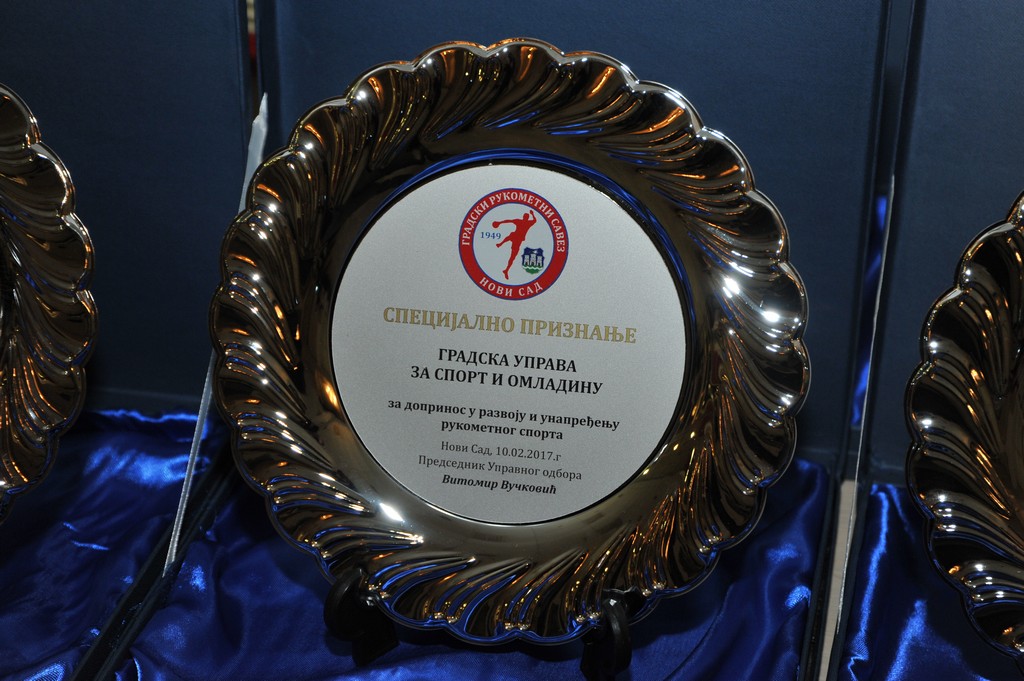 ГРАДСКИ РУКОМЕТНИ САВЕЗ
1949
НОВИ САД
СПЕЦИЈАЛНО ПРИЗНАЊЕ
ГРАДСКА УПРАВА
ЗА СПОРТ И ОМЛАДИНУ
за допринос у развоју и унапређењу
рукометног спорта
Нови Сад, 10.02.2017.г
Председник Управног одбора
Витомир Вучковић